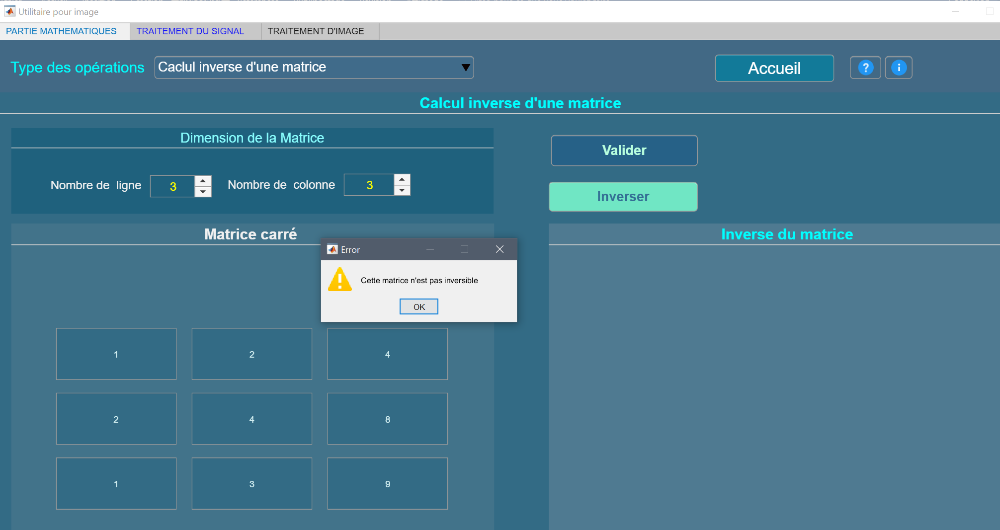 Utilitaire pour image
PARTIE MATHEMATIQUES TRAITEMENT DU SIGNAL TRAITEMENT D'IMAGE
Type des opérations Caclul inverse d'une matrice Accueil ? i
Calcul inverse d'une matrice
Dimension de la Matrice
Valider
Nombre de ligne 3 Nombre de colonne 3
Inverser
Matrice carré
Inverse du matrice
Error
Cette matrice n'est pas inversible
OK
1 2 4
2 4 8
1 3 9